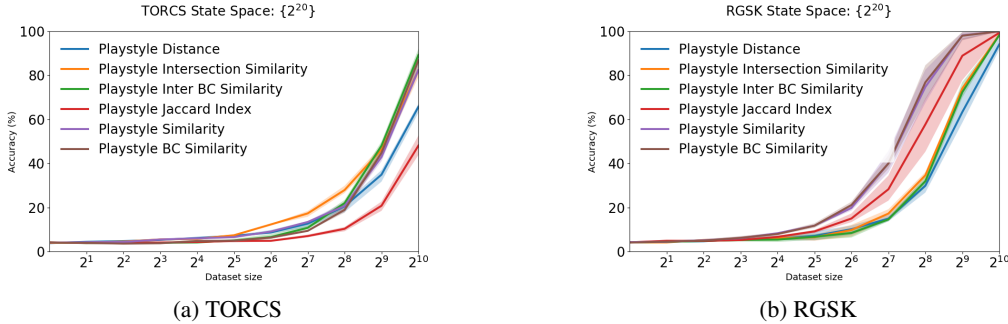 TORCS State Space: {2^20}
100
80
60
40
20
0
Accuracy (%)
Playstyle Distance
Playstyle Intersection Similarity
Playstyle Inter BC Similarity
Playstyle Jaccard Index
Playstyle Similarity
Playstyle BC Similarity
2^1 2^2 2^3 2^4 2^5 2^6 2^7 2^8 2^9 2^10
Dataset size
(a) TORCS
RGSK State Space: {2^20}
100
80
60
40
20
0
Accuracy (%)
Playstyle Distance
Playstyle Intersection Similarity
Playstyle Inter BC Similarity
Playstyle Jaccard Index
Playstyle Similarity
Playstyle BC Similarity
2^1 2^2 2^3 2^4 2^5 2^6 2^7 2^8 2^9 2^10
Dataset size
(b) RGSK